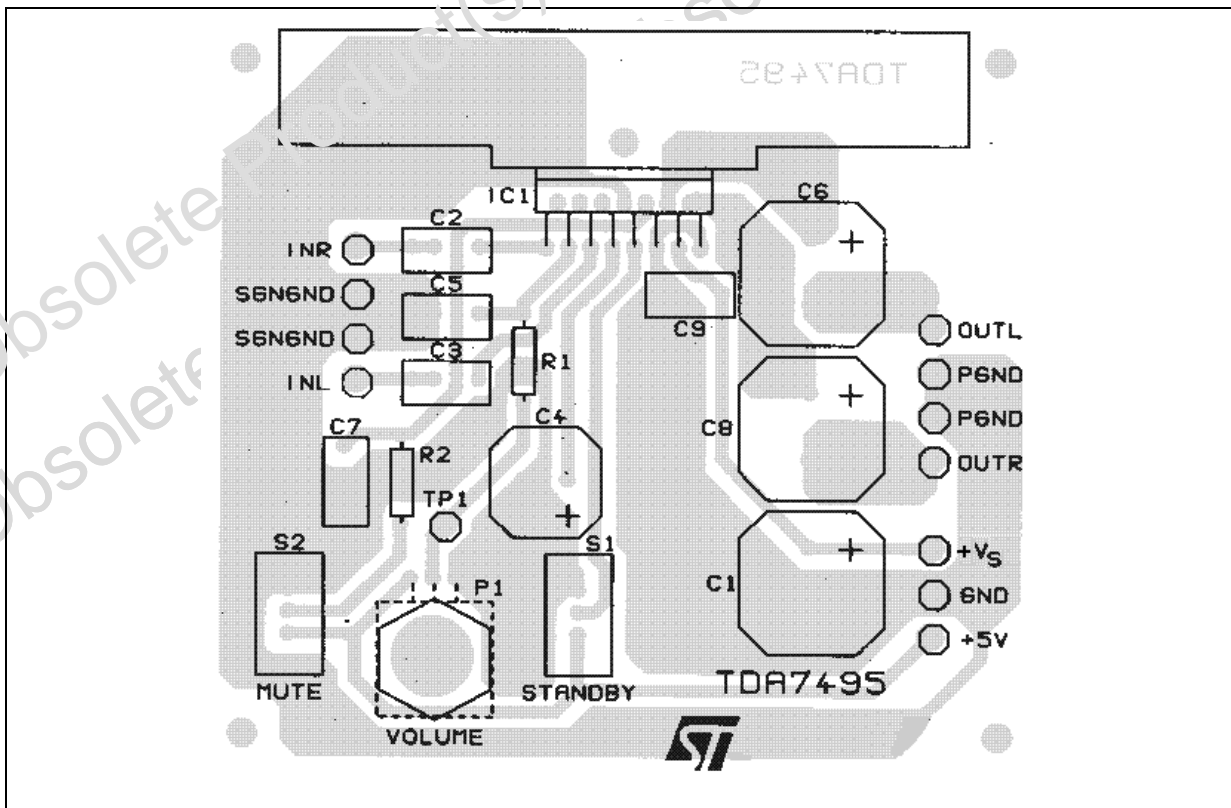 Obsolete Product(s)
Obsolete
TDA7495
IC1
C6
C2
INR
C5
SGNGND
C9
OUTL
SGNGND
C3
R1
PGND
INL
C4
PGND
C7
C8
R2
OUTR
TP1
S2
S1
+VS
P1
C1
GND
+5V
MUTE
STANDBY
TDA7495
VOLUME
ST